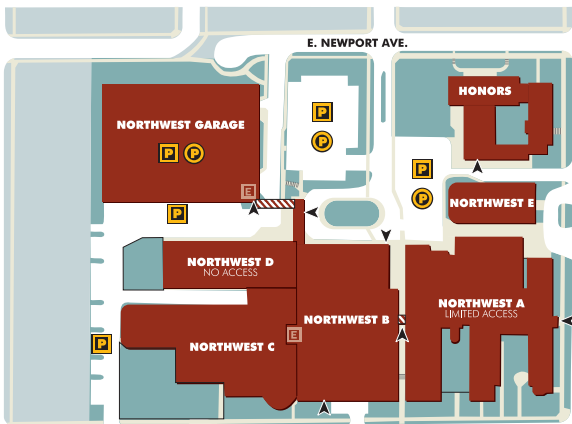 E. NEWPORT AVE.
HONORS
NORTHWEST GARAGE
P
P
P
P
P
P
E
P
NORTHWEST E
NORTHWEST D
NO ACCESS
NORTHWEST A
LIMITED ACCESS
NORTHWEST B
E
NORTHWEST C
P